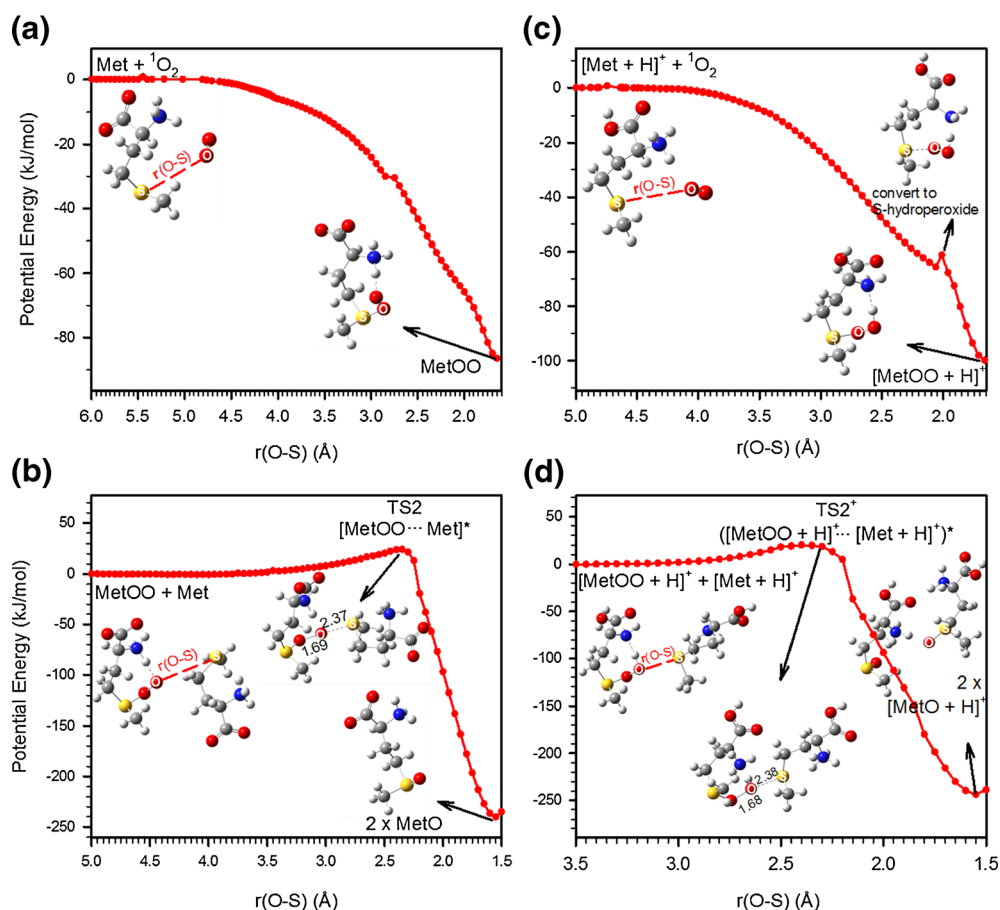 (a)
Met + ¹O₂
r(O-S)
O
S
MetOO
O
S
0
-20
-40
-60
-80
Potential Energy (kJ/mol)
6.0 5.5 5.0 4.5 4.0 3.5 3.0 2.5 2.0
r(O-S) (Å)
(c)
[Met + H]⁺ + ¹O₂
r(O-S)
O
S
S
O
convert to
S-hydroperoxide
S
O
[MetOO + H]⁺
0
-20
-40
-60
-80
-100
5.0 4.5 4.0 3.5 3.0 2.5 2.0
r(O-S) (Å)
(b)
TS2
[MetOO ··· Met]*
MetOO + Met
r(O-S)
S
O
S
2.37
1.69
S
O
S
S
2 x MetO
50
0
-50
-100
-150
-200
-250
Potential Energy (kJ/mol)
5.0 4.5 4.0 3.5 3.0 2.5 2.0 1.5
r(O-S) (Å)
(d)
TS2⁺
([MetOO + H]⁺··· [Met + H]⁺)*
[MetOO + H]⁺ + [Met + H]⁺
r(O-S)
S
O
S
2.38
1.68
S
O
S
S
S
O
2 x
[MetO + H]⁺
50
0
-50
-100
-150
-200
-250
3.5 3.0 2.5 2.0 1.5
r(O-S) (Å)